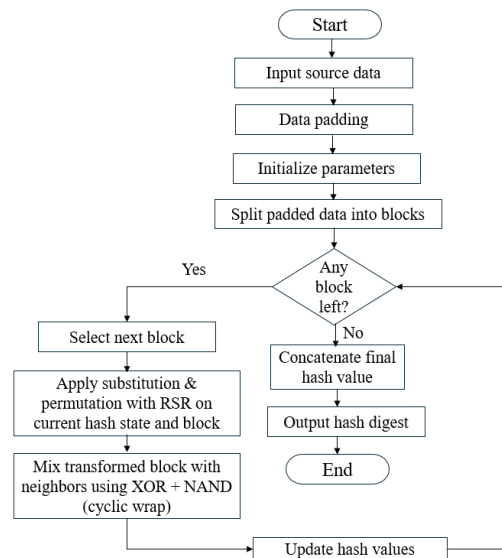 Start
Input source data
Data padding
Initialize parameters
Split padded data into blocks
Any
block
left?
Yes
No
Select next block
Apply substitution &
permutation with RSR on
current hash state and block
Mix transformed block with
neighbors using XOR + NAND
(cyclic wrap)
Update hash values
Concatenate final
hash value
Output hash digest
End